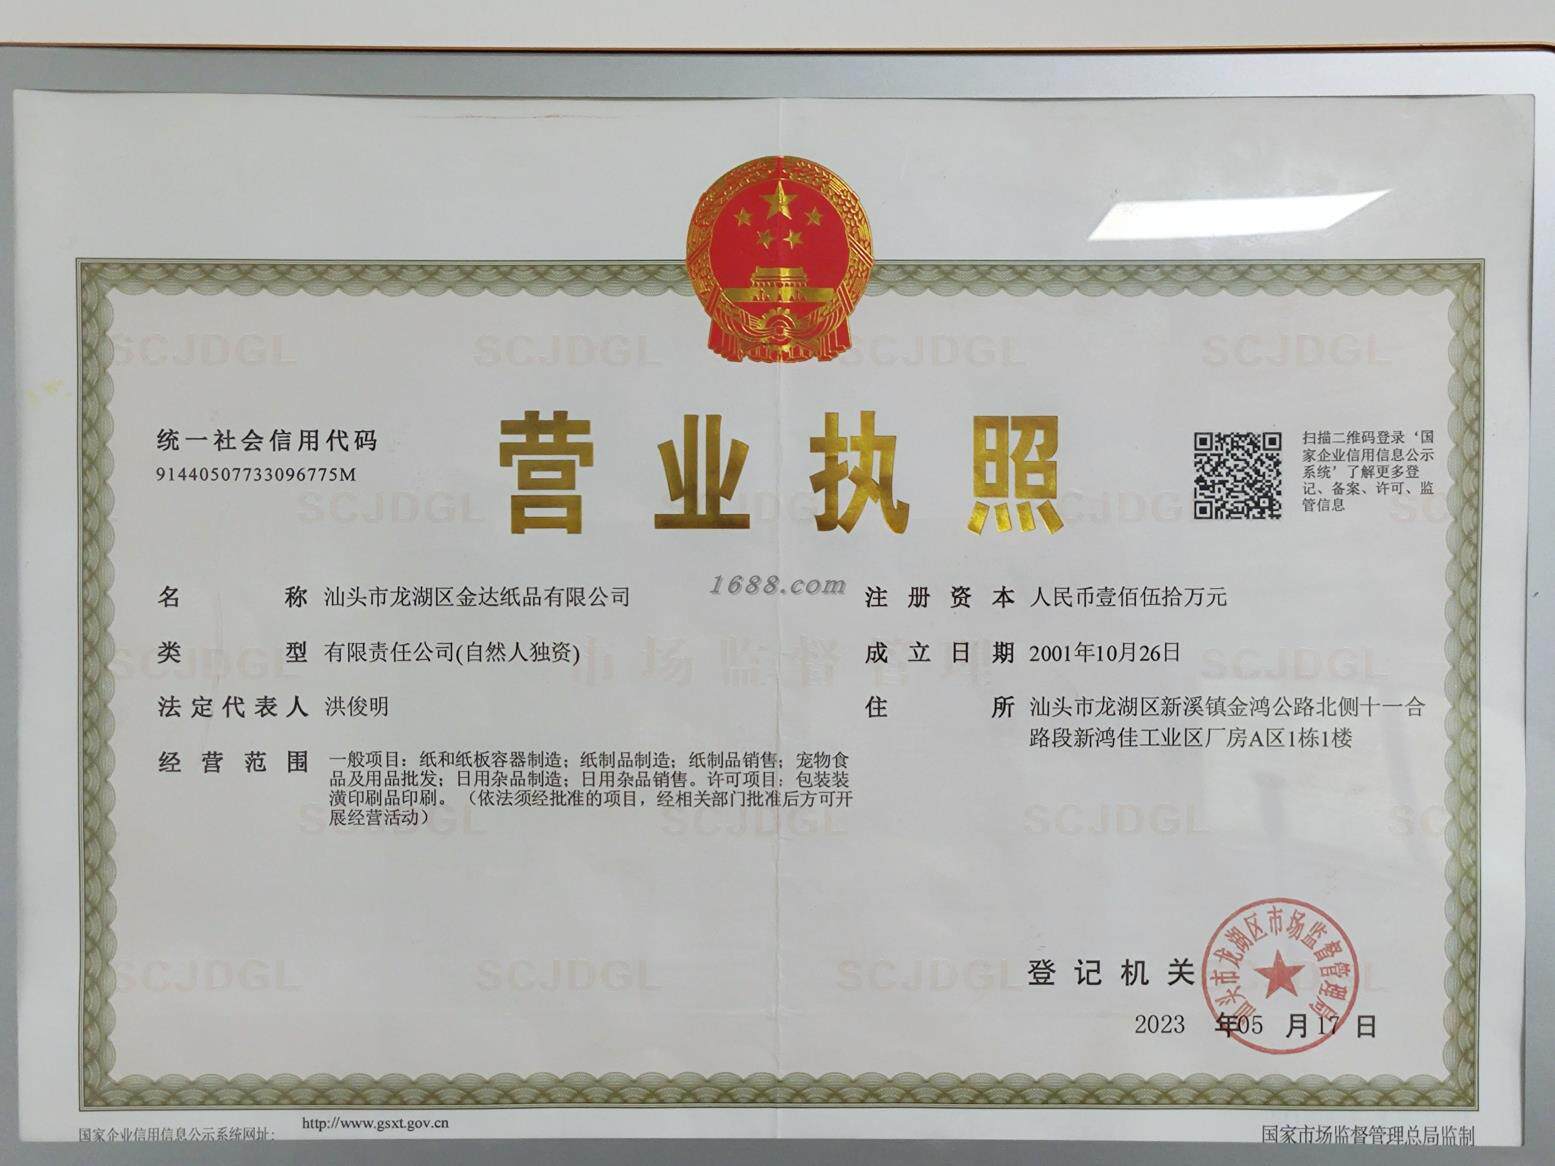 营业执照
统一社会信用代码
91440507733096775M
扫描二维码登录‘国
家企业信用信息公示
系统’了解更多登
记、备案、许可、监
管信息
1688.com
名称 汕头市龙湖区金达纸品有限公司
类型 有限责任公司(自然人独资)
法定代表人 洪俊明
经营范围 一般项目：纸和纸板容器制造；纸制品制造；纸制品销售；宠物食
品及用品批发；日用杂品制造；日用杂品销售。许可项目：包装装
潢印刷品印刷。（依法须经批准的项目，经相关部门批准后方可开
展经营活动）
注册资本 人民币壹佰伍拾万元
成立日期 2001年10月26日
住所 汕头市龙湖区新溪镇金鸿公路北侧十一合
路段新鸿佳工业区厂房A区1栋1楼
登记机关
汕头市龙湖区市场监督管理局
2023 年05 月17 日
国家企业信用信息公示系统网址：
http://www.gsxt.gov.cn
国家市场监督管理总局监制
SCJDGL
市场监督管理